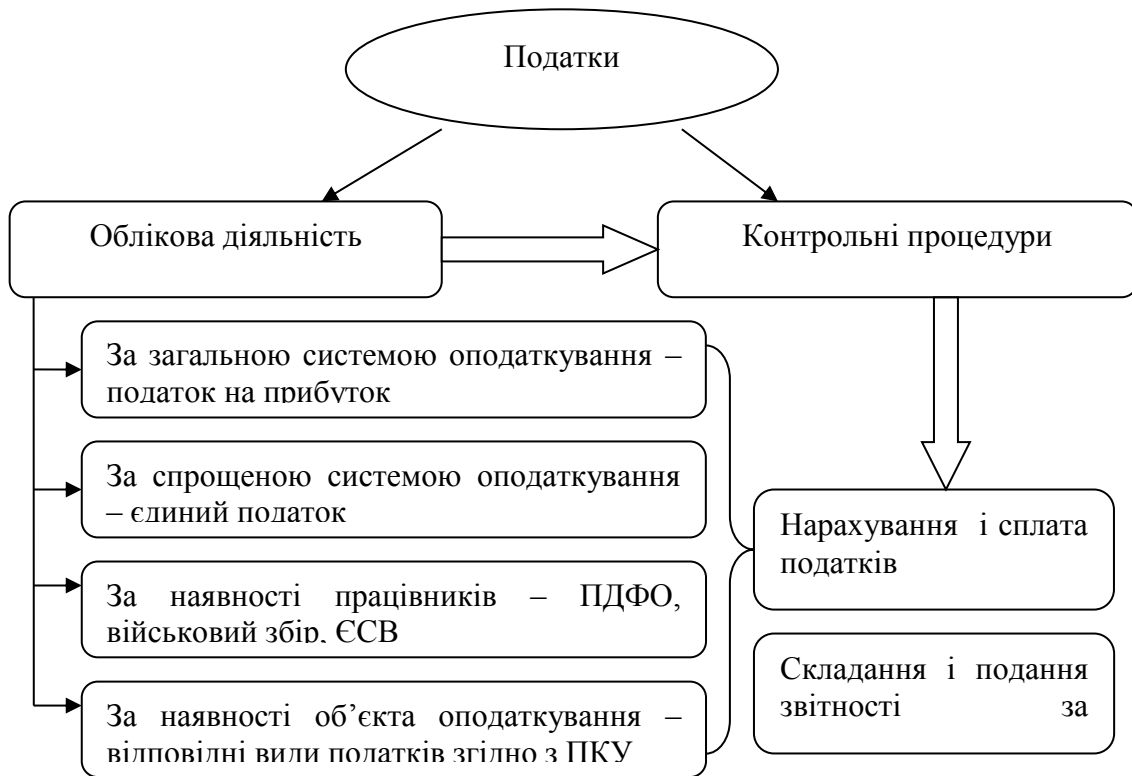 Податки
Облікова діяльність
Контрольні процедури
За загальною системою оподаткування –
податок на прибуток
За спрощеною системою оподаткування
– єдиний податок
За наявності працівників – ПДФО,
військовий збір, ЄСВ
За наявності об’єкта оподаткування –
відповідні види податків згідно з ПКУ
Нарахування і сплата
податків
Складання і подання
звітності за